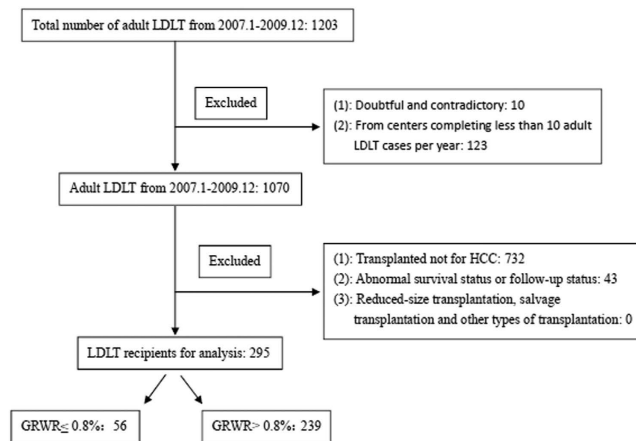 Total number of adult LDLT from 2007.1-2009.12: 1203
Excluded
(1): Doubtful and contradictory: 10
(2): From centers completing less than 10 adult
LDLT cases per year: 123
Adult LDLT from 2007.1-2009.12: 1070
Excluded
(1): Transplanted not for HCC: 732
(2): Abnormal survival status or follow-up status: 43
(3): Reduced-size transplantation, salvage
transplantation and other types of transplantation: 0
LDLT recipients for analysis: 295
GRWR≤ 0.8%: 56
GRWR> 0.8%: 239